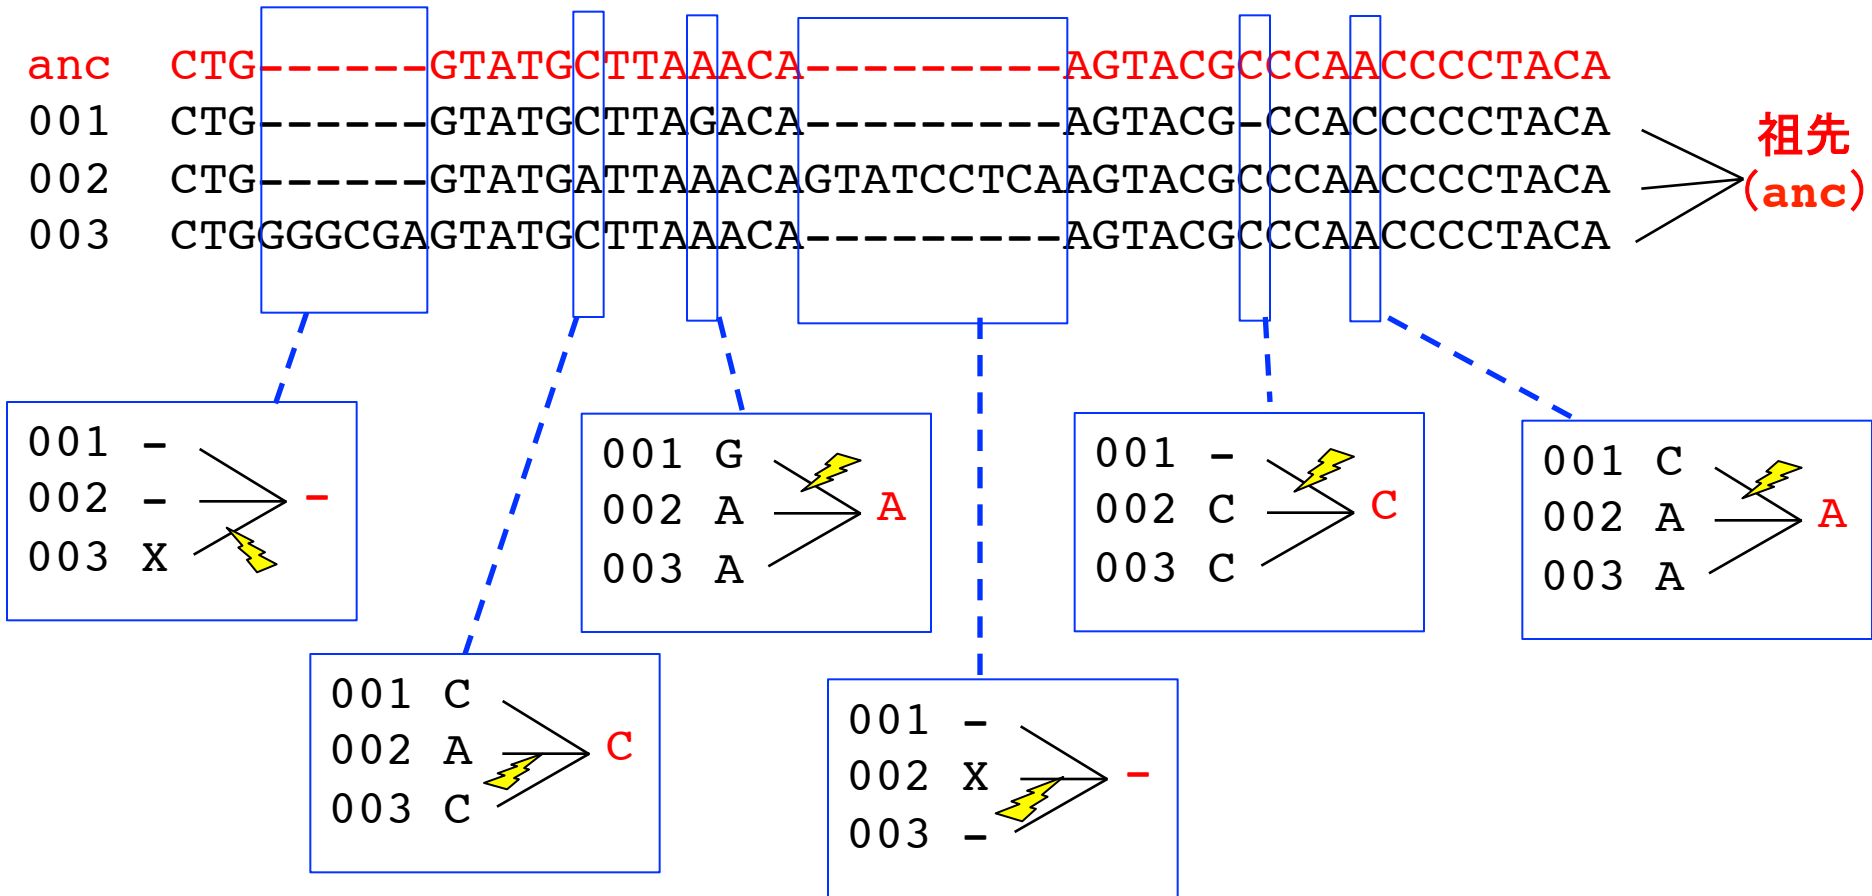 anc CTG------GTATGCTTAAACA---------AGTACGCCCAACCCCTACA
001 CTG------GTATGCTTAGACA---------AGTACG-CCACCCCCTACA
002 CTG------GTATGATTAAACAGTATCCTCAAGTACGCCCAACCCCTACA
003 CTGGGGCGAGTATGCTTAAACA---------AGTACGCCCAACCCCTACA
祖先
(anc)
001 -
002 - -
003 X
001 G
002 A A
003 A
001 -
002 C C
003 C
001 C
002 A A
003 A
001 C
002 A C
003 C
001 -
002 X -
003 -